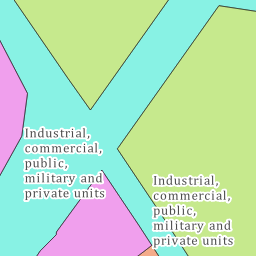 Industrial,
commercial,
public,
military and
private units
Industrial,
commercial,
public,
military and
private units